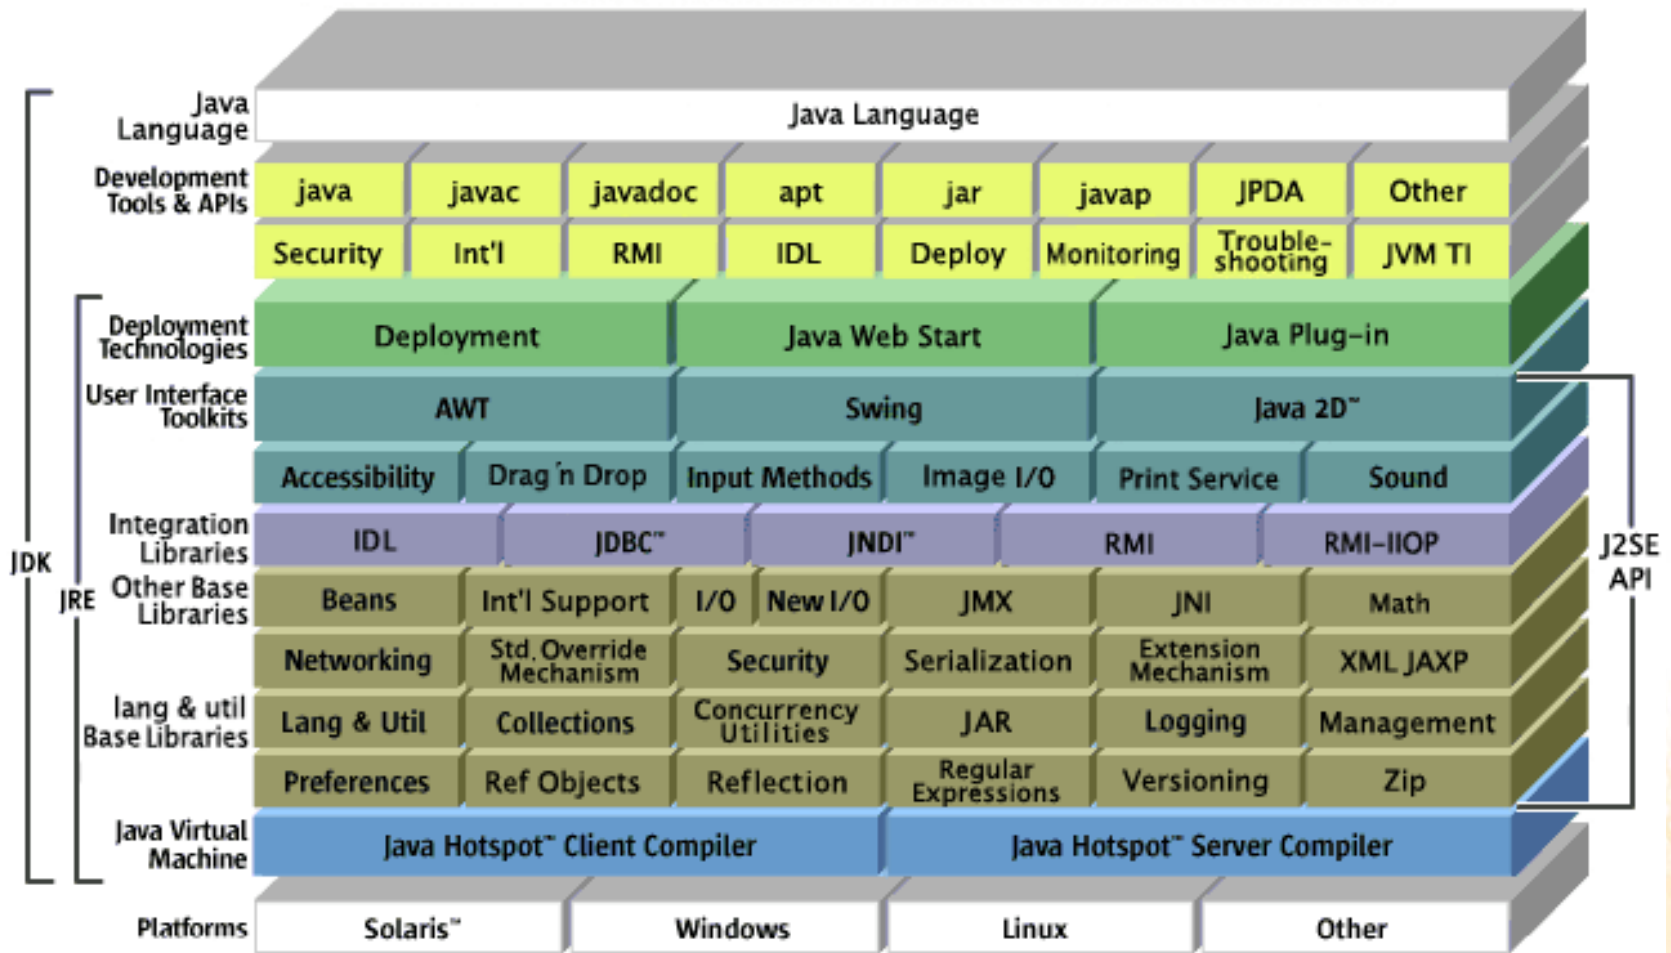 Java
Language
Java Language
Development
Tools & APIs
java
javac
javadoc
apt
jar
javap
JPDA
Other
Security
Int'l
RMI
IDL
Deploy
Monitoring
Trouble-
shooting
JVM TI
Deployment
Technologies
Deployment
Java Web Start
Java Plug-in
User Interface
Toolkits
AWT
Swing
Java 2D™
Accessibility
Drag 'n Drop
Input Methods
Image I/O
Print Service
Sound
Integration
Libraries
IDL
JDBC™
JNDI™
RMI
RMI-IIOP
JDK
JRE
J2SE
API
Other Base
Libraries
Beans
Int'l Support
I/O
New I/O
JMX
JNI
Math
Networking
Std. Override
Mechanism
Security
Serialization
Extension
Mechanism
XML JAXP
lang & util
Base Libraries
Lang & Util
Collections
Concurrency
Utilities
JAR
Logging
Management
Preferences
Ref Objects
Reflection
Regular
Expressions
Versioning
Zip
Java Virtual
Machine
Java Hotspot™ Client Compiler
Java Hotspot™ Server Compiler
Platforms
Solaris™
Windows
Linux
Other